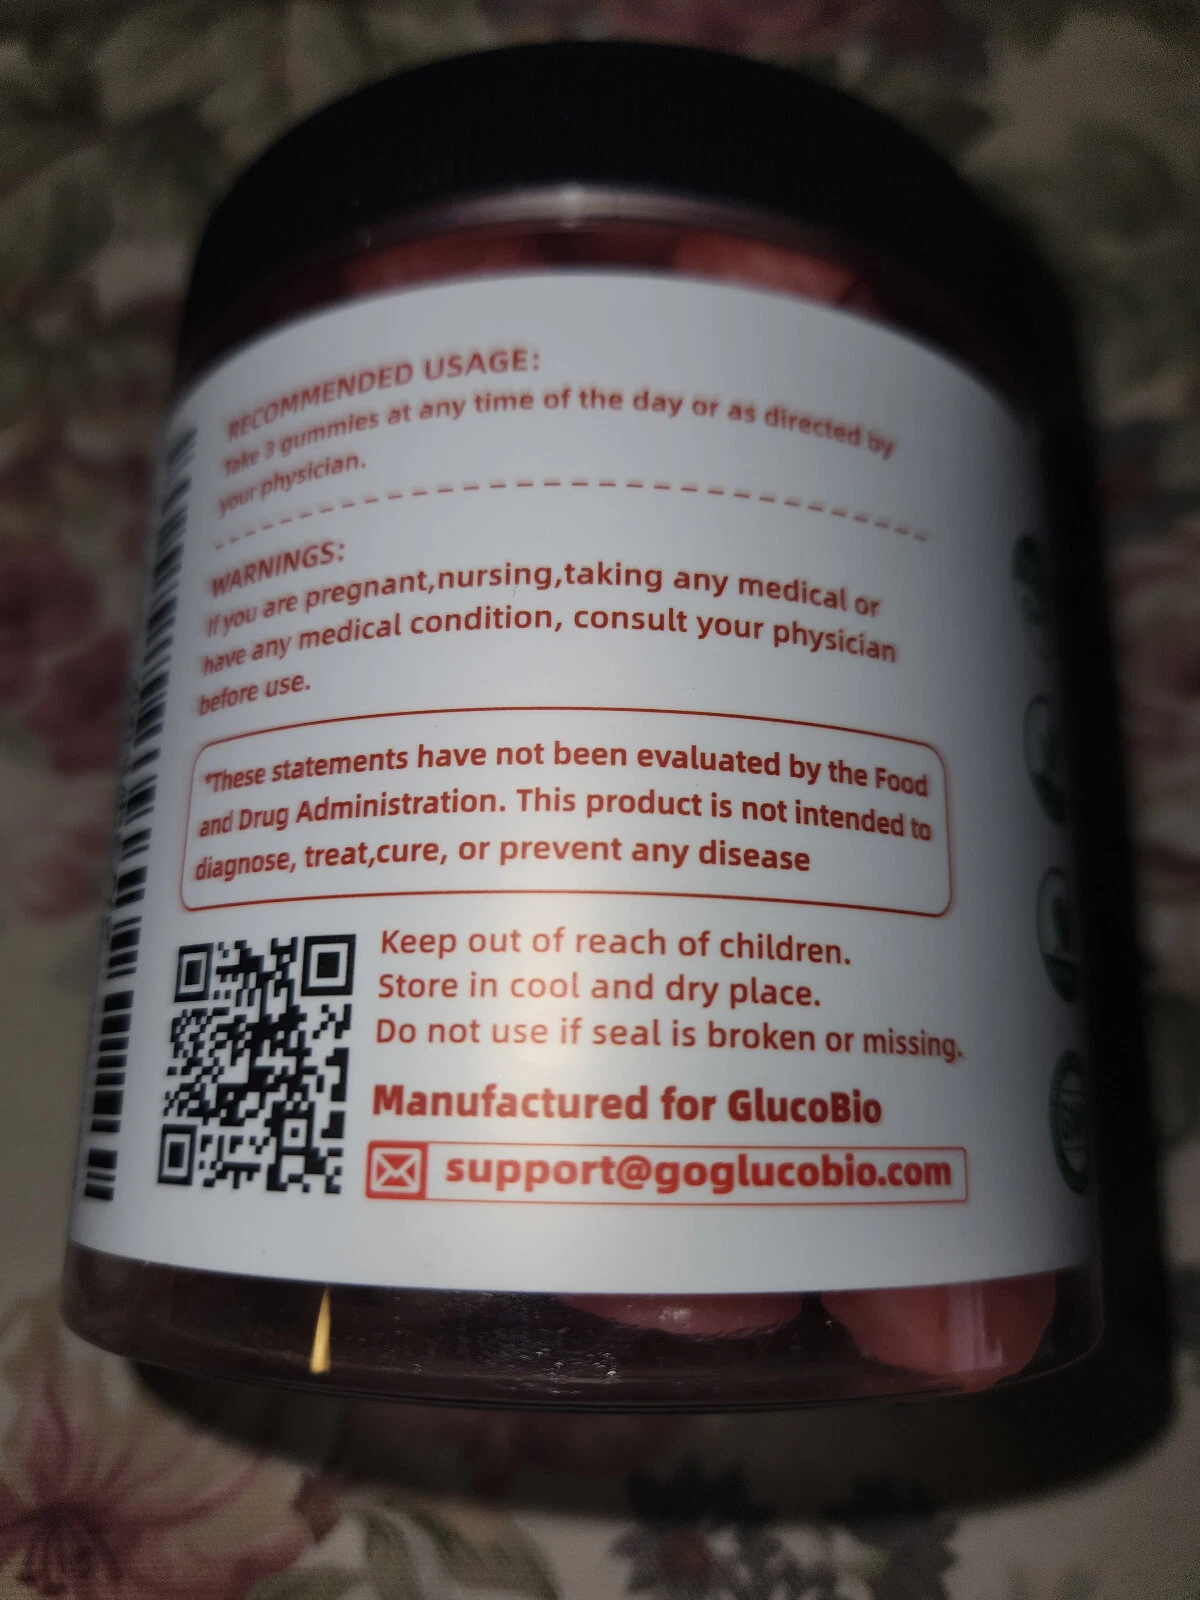 RECOMMENDED USAGE:
Take 3 gummies at any time of the day or as directed by
your physician.
WARNINGS:
If you are pregnant,nursing,taking any medical or
have any medical condition, consult your physician
before use.
*These statements have not been evaluated by the Food
and Drug Administration. This product is not intended to
diagnose, treat,cure, or prevent any disease
Keep out of reach of children.
Store in cool and dry place.
Do not use if seal is broken or missing.
Manufactured for GlucoBio
support@goglucobio.com